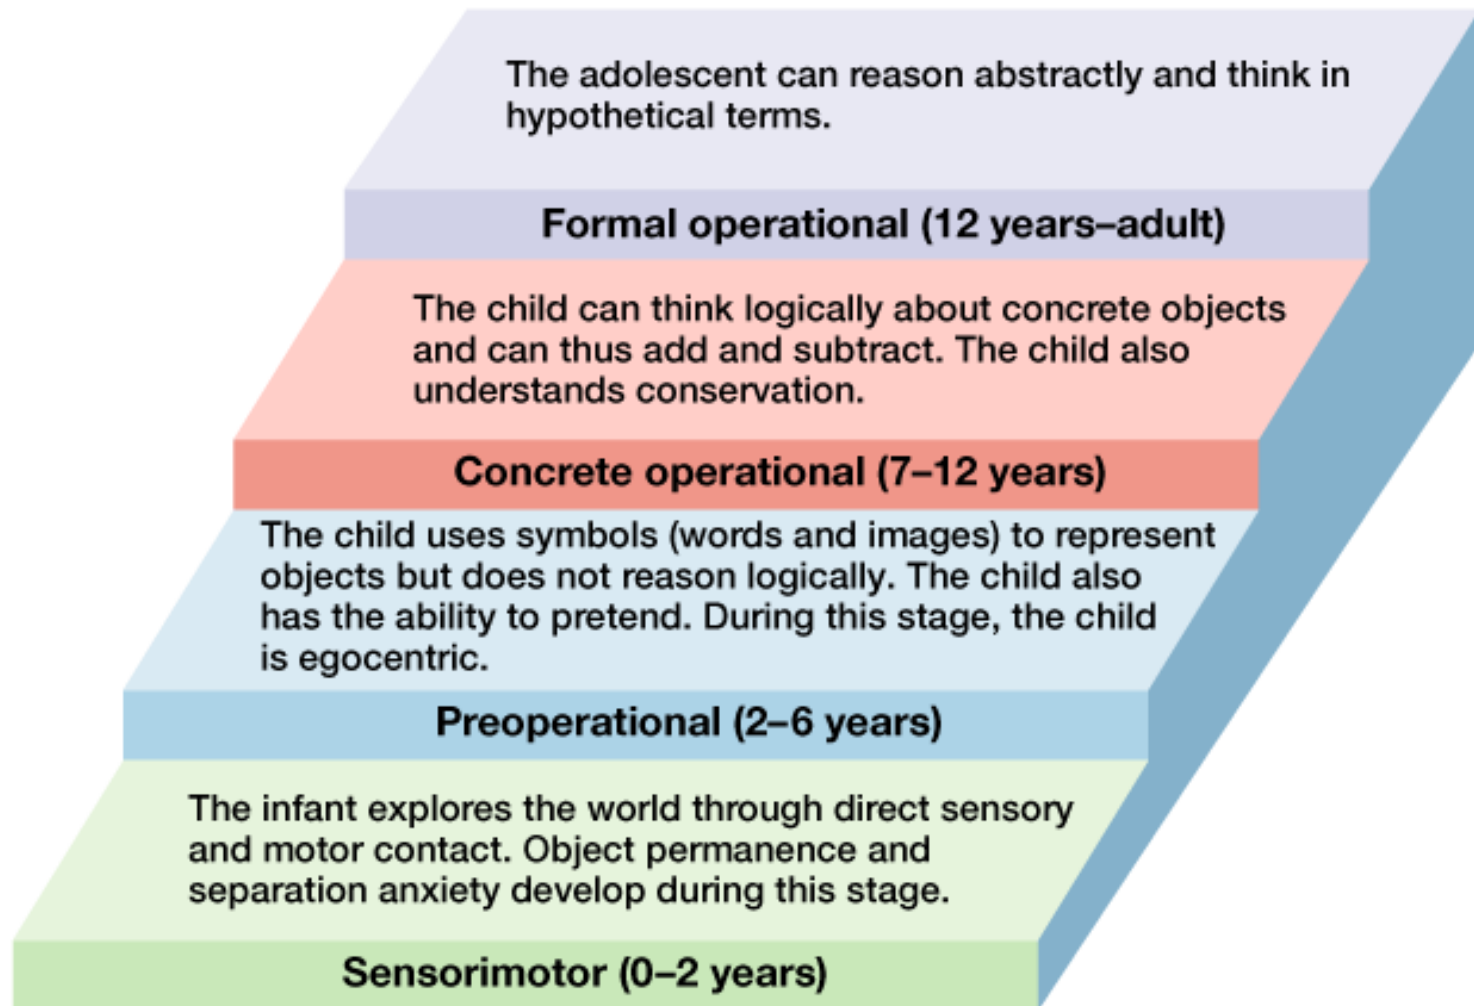 The adolescent can reason abstractly and think in
hypothetical terms.
Formal operational (12 years–adult)
The child can think logically about concrete objects
and can thus add and subtract. The child also
understands conservation.
Concrete operational (7–12 years)
The child uses symbols (words and images) to represent
objects but does not reason logically. The child also
has the ability to pretend. During this stage, the child
is egocentric.
Preoperational (2–6 years)
The infant explores the world through direct sensory
and motor contact. Object permanence and
separation anxiety develop during this stage.
Sensorimotor (0–2 years)